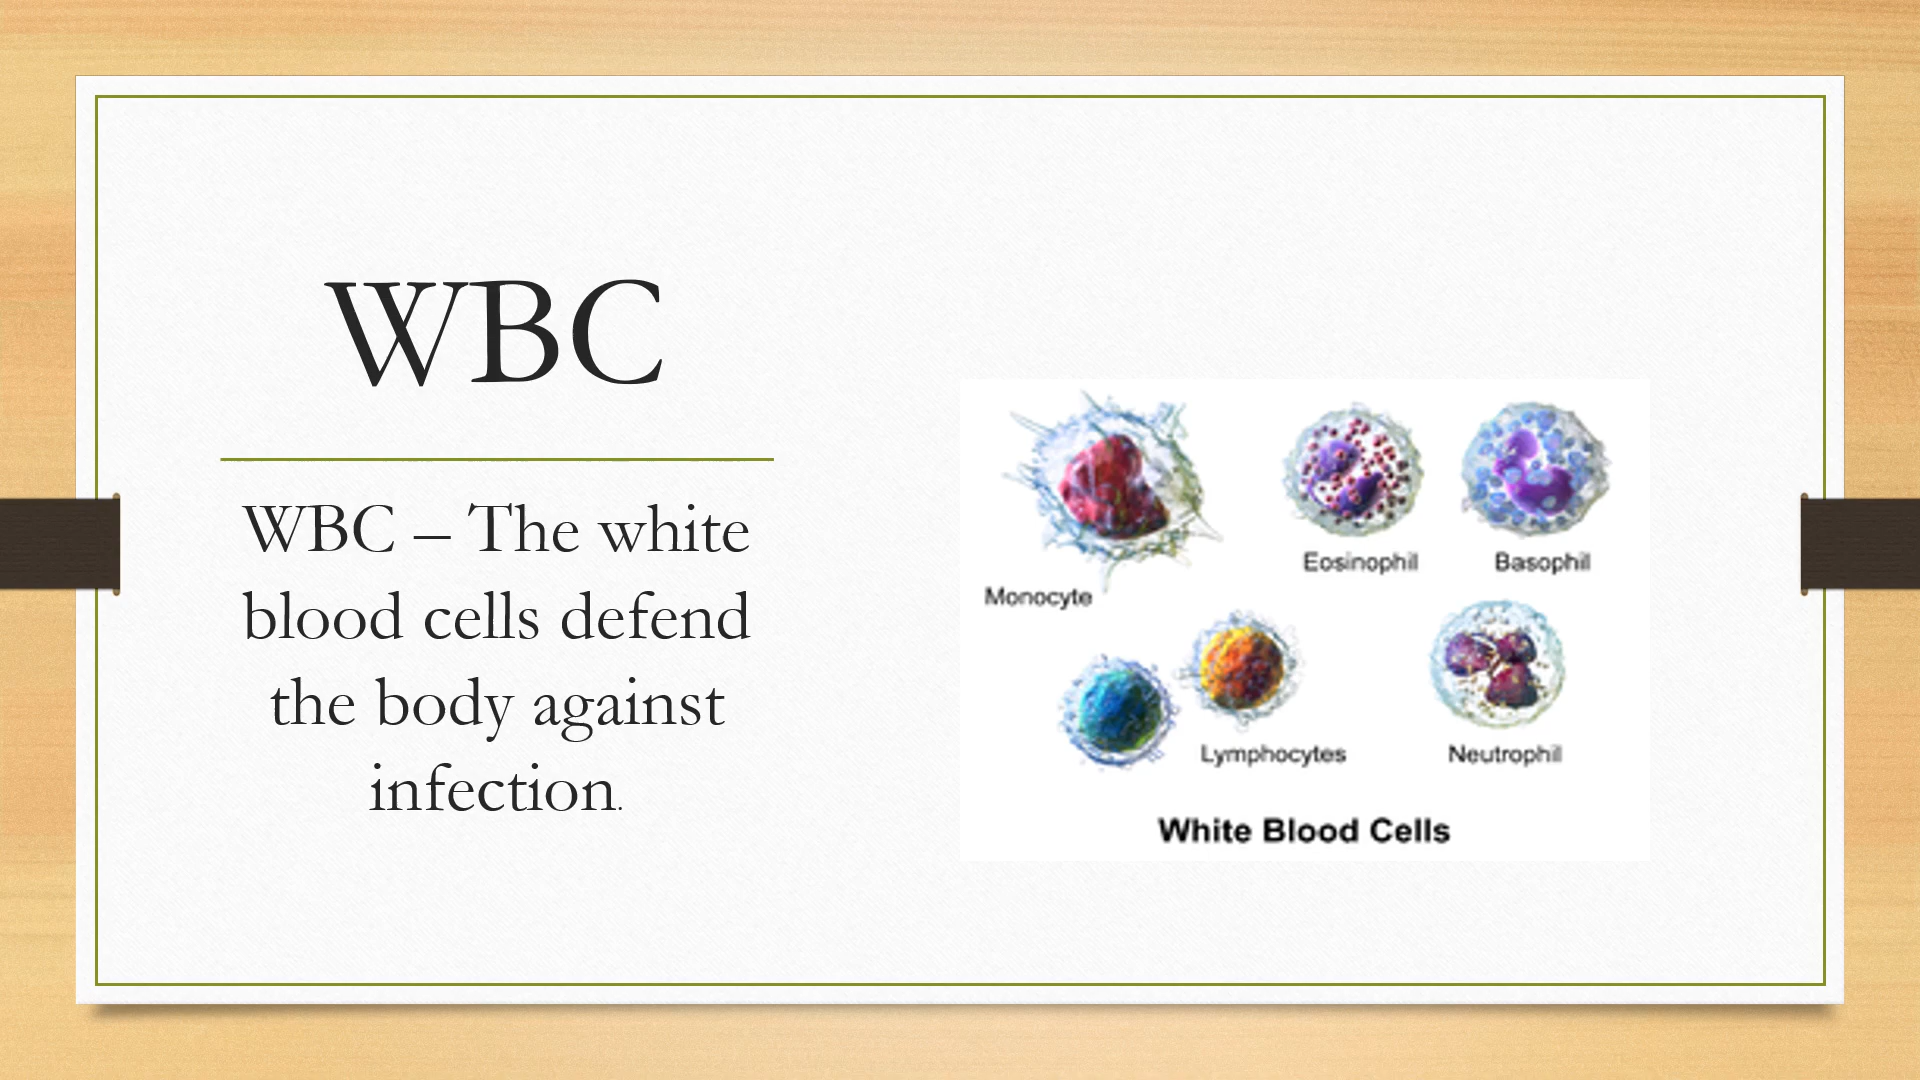 WBC
WBC – The white
blood cells defend
the body against
infection.
Monocyte
Eosinophil
Basophil
Lymphocytes
Neutrophil
White Blood Cells